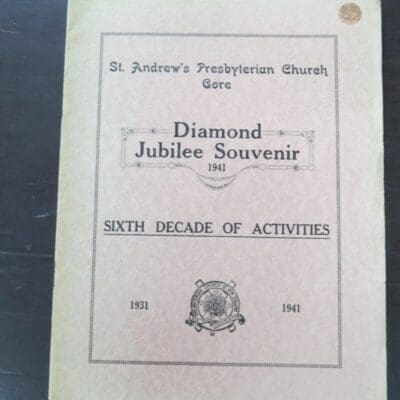 St. Andrew's Presbyterian Church
Gore
Diamond
Jubilee Souvenir
1941
SIXTH DECADE OF ACTIVITIES
1931
1941